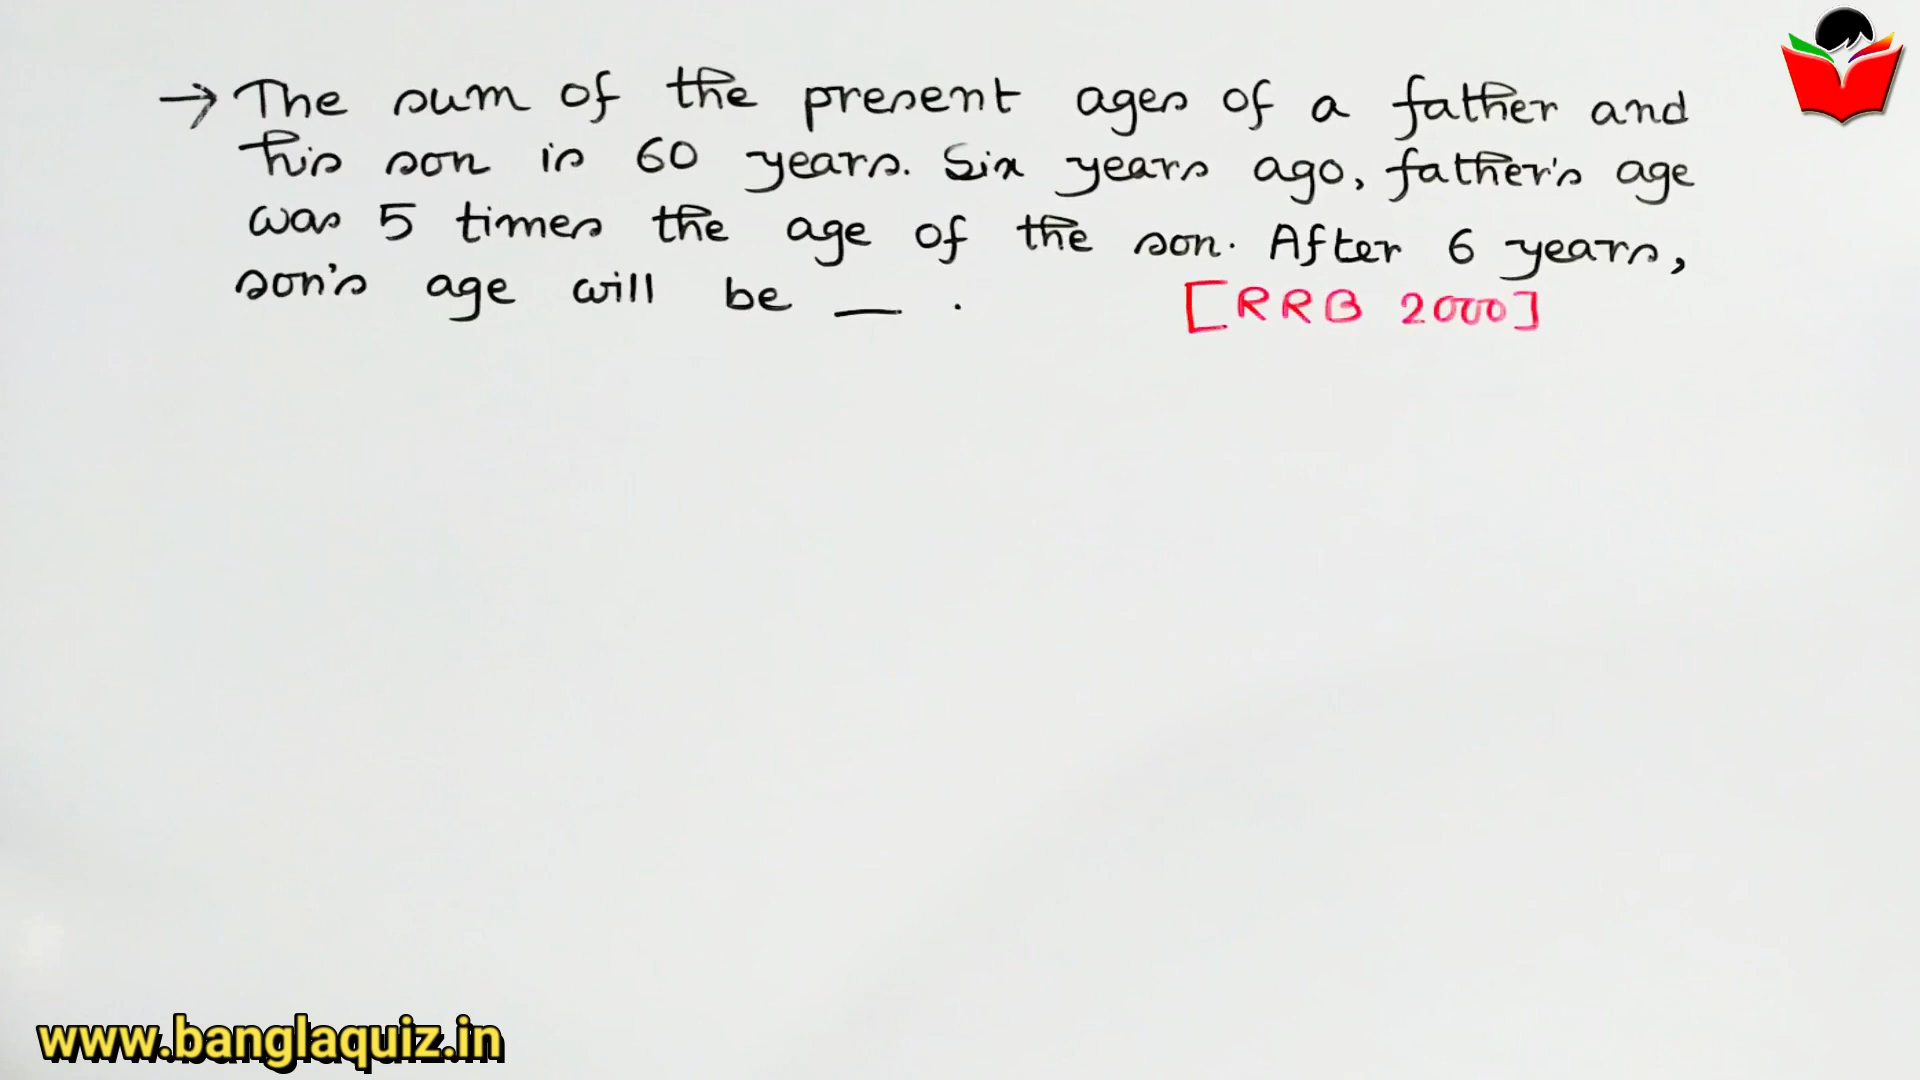 → The sum of the present ages of a father and
his son is 60 years. Six years ago, father's age
was 5 times the age of the son. After 6 years,
son's age will be __ .
[RRB 2000]
www.banglaquiz.in